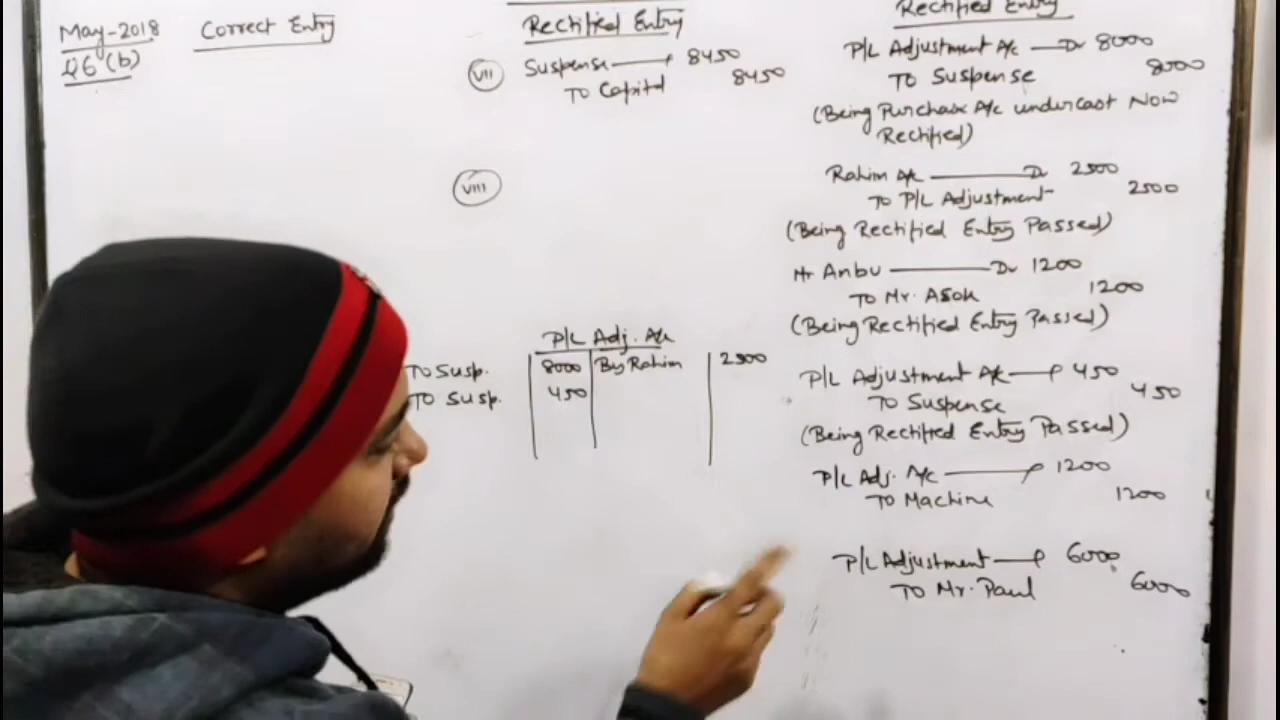 May-2018
Q6(b)
Correct Entry
Rectified Entry
VII
Suspense 8450
To Capital 8450
VIII
P/L Adj. A/c
To Susp. 8000 By Rahim 2500
To Susp. 450
Rectified Entry
P/L Adjustment A/c Dr 8000
To Suspense 8000
(Being Purchase A/c undercast Now
Rectified)
Rahim A/c Dr 2500
To P/L Adjustment 2500
(Being Rectified Entry Passed)
Mr Anbu Dr 1200
To Mr. Asok 1200
(Being Rectified Entry Passed)
P/L Adjustment A/c 450
To Suspense 450
(Being Rectified Entry Passed)
P/L Adj. A/c 1200
To Machine 1200
P/L Adjustment 6000
To Mr. Paul 6000